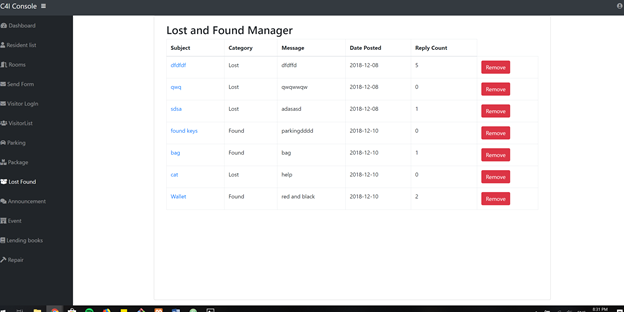 C4I Console
Dashboard
Resident list
Rooms
Send Form
Visitor LogIn
VisitorList
Parking
Package
Lost Found
Announcement
Event
Lending books
Repair
Lost and Found Manager
Subject Category Message Date Posted Reply Count
dfdfdf Lost dfdffd 2018-12-08 5 Remove
qwq Lost qwqwwqw 2018-12-08 0 Remove
sdsa Lost adasasd 2018-12-08 1 Remove
found keys Found parkingdddd 2018-12-10 0 Remove
bag Found bag 2018-12-10 1 Remove
cat Lost help 2018-12-10 0 Remove
Wallet Found red and black 2018-12-10 2 Remove
8:31 PM